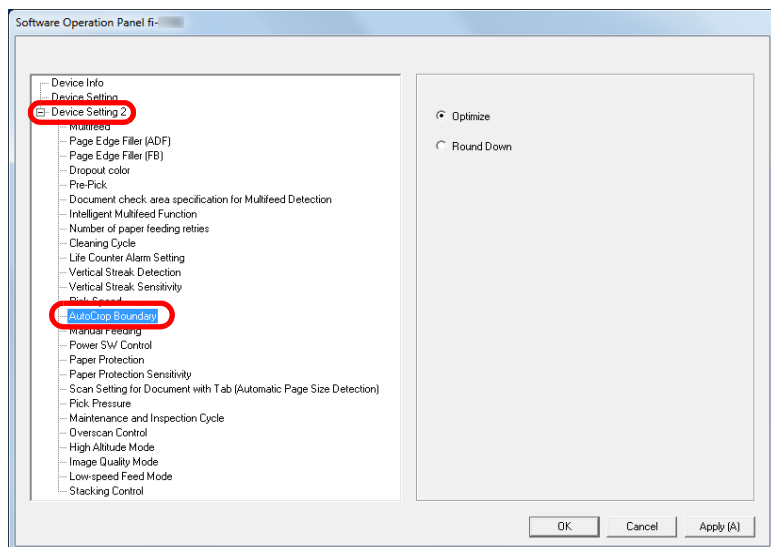 Software Operation Panel fi-
Device Info
Device Setting
Device Setting 2
Multifeed
Page Edge Filler (ADF)
Page Edge Filler (FB)
Dropout color
Pre-Pick
Document check area specification for Multifeed Detection
Intelligent Multifeed Function
Number of paper feeding retries
Cleaning Cycle
Life Counter Alarm Setting
Vertical Streak Detection
Vertical Streak Sensitivity
Pick Speed
AutoCrop Boundary
Manual Feeding
Power SW Control
Paper Protection
Paper Protection Sensitivity
Scan Setting for Document with Tab (Automatic Page Size Detection)
Pick Pressure
Maintenance and Inspection Cycle
Overscan Control
High Altitude Mode
Image Quality Mode
Low-speed Feed Mode
Stacking Control
Optimize
Round Down
OK Cancel Apply (A)